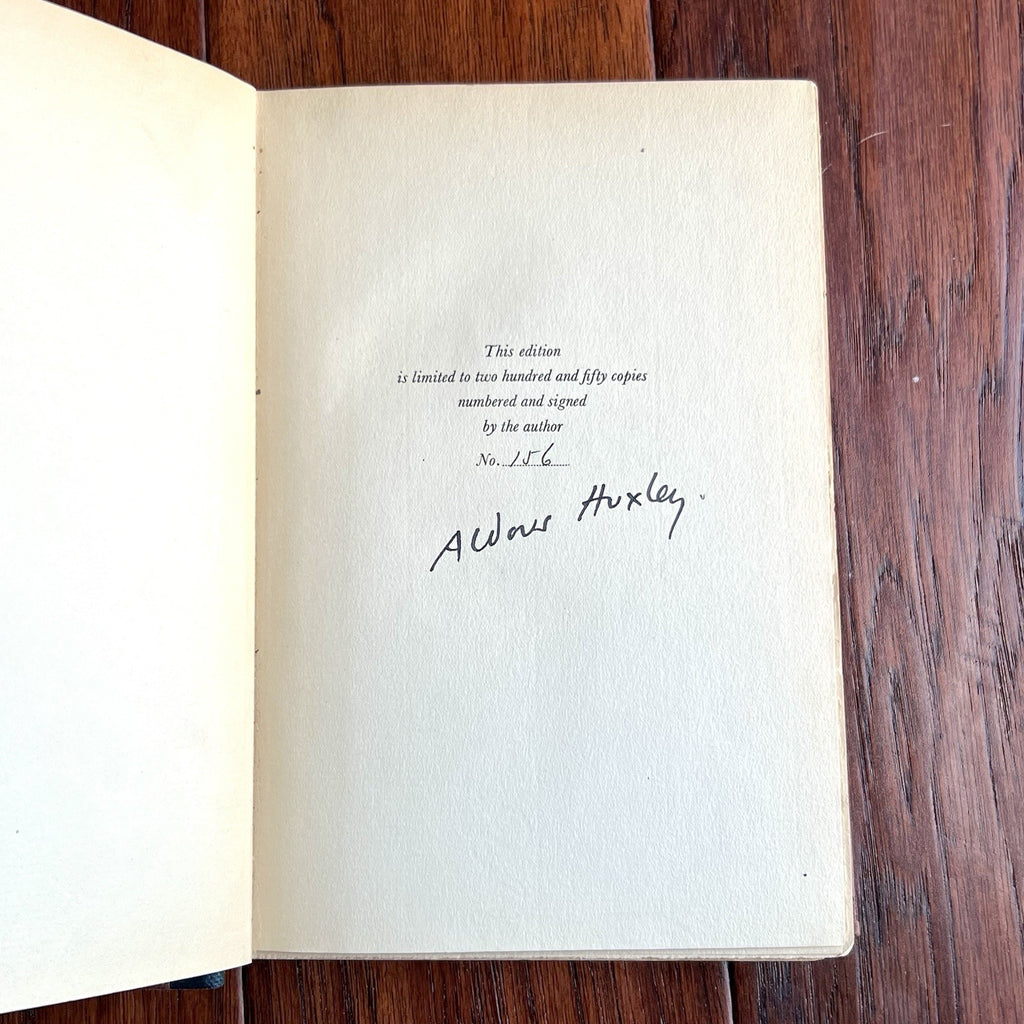 This edition
is limited to two hundred and fifty copies
numbered and signed
by the author
No. 156
Aldous Huxley.